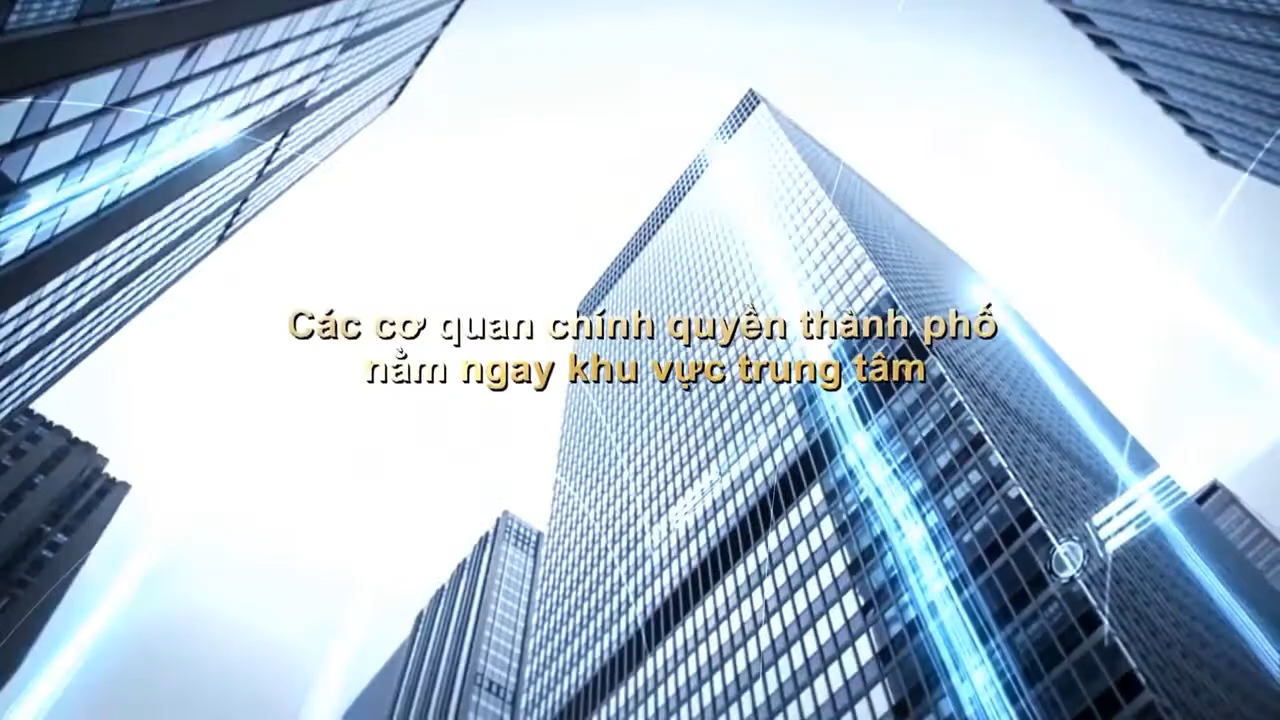 Các cơ quan chính quyền thành phố
nằm ngay khu vực trung tâm